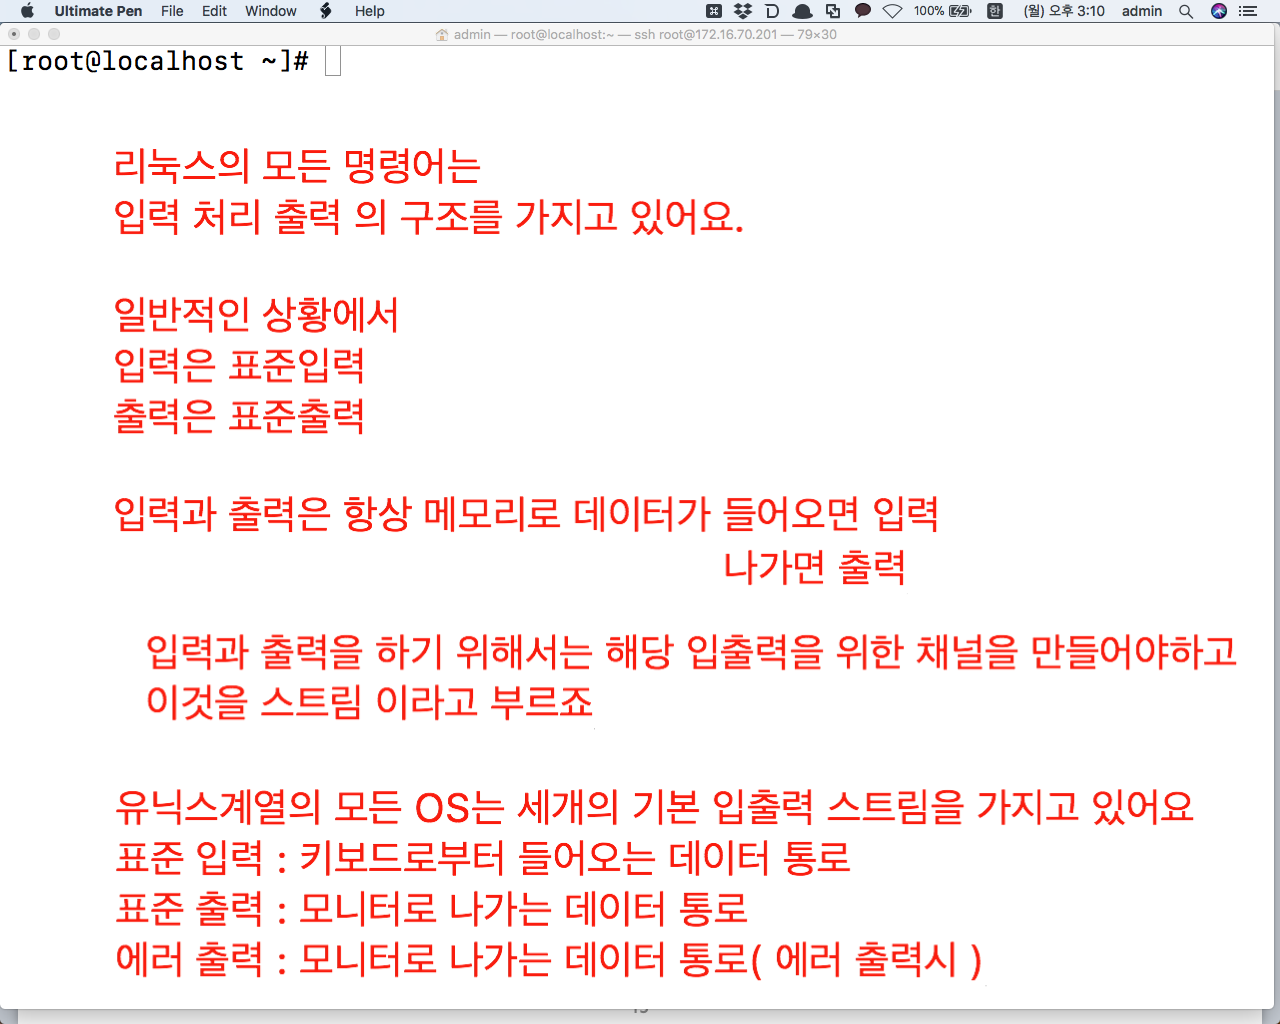 Ultimate Pen File Edit Window Help 100% 한 (월) 오후 3:10 admin
admin — root@localhost:~ — ssh root@172.16.70.201 — 79×30
[root@localhost ~]#
리눅스의 모든 명령어는
입력 처리 출력 의 구조를 가지고 있어요.
일반적인 상황에서
입력은 표준입력
출력은 표준출력
입력과 출력은 항상 메모리로 데이터가 들어오면 입력
나가면 출력
입력과 출력을 하기 위해서는 해당 입출력을 위한 채널을 만들어야하고
이것을 스트림 이라고 부르죠
유닉스계열의 모든 OS는 세개의 기본 입출력 스트림을 가지고 있어요
표준 입력 : 키보드로부터 들어오는 데이터 통로
표준 출력 : 모니터로 나가는 데이터 통로
에러 출력 : 모니터로 나가는 데이터 통로( 에러 출력시 )